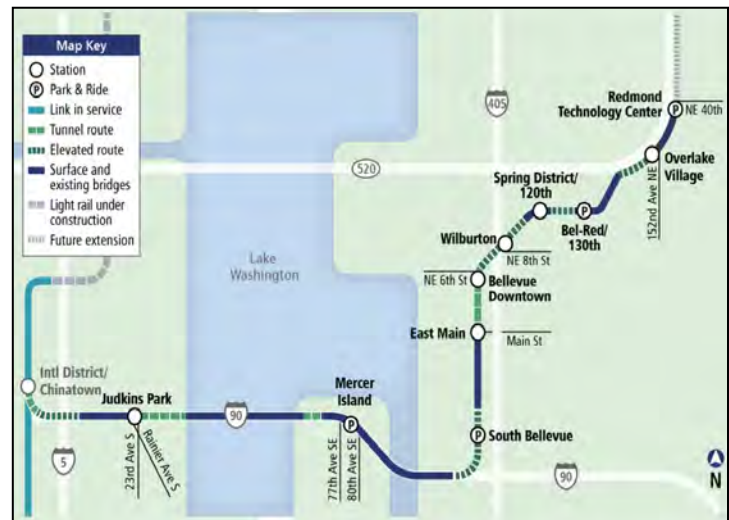 Map Key
Station
P Park & Ride
Link in service
Tunnel route
Elevated route
Surface and
existing bridges
Light rail under
construction
Future extension
405
Redmond
Technology Center
P
NE 40th
520
Overlake
Village
152nd Ave NE
Spring District/
120th
P
Bel-Red/
130th
Wilburton
NE 8th St
Lake
Washington
NE 6th St
Bellevue
Downtown
East Main
Main St
Intl District/
Chinatown
Judkins Park
90
Mercer
Island
P
P
South Bellevue
5
23rd Ave S
Rainier Ave S
77th Ave SE
80th Ave SE
90
N